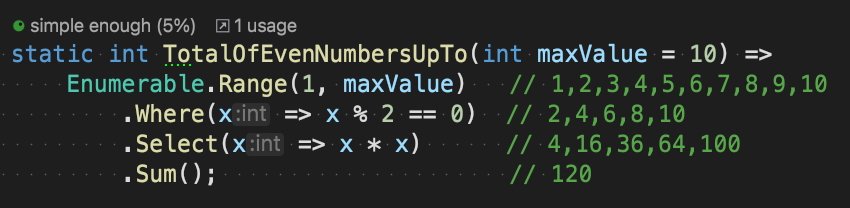 simple enough (5%) 1 usage
static int TotalOfEvenNumbersUpTo(int maxValue = 10) =>
Enumerable.Range(1, maxValue) // 1,2,3,4,5,6,7,8,9,10
.Where(x:int => x % 2 == 0) // 2,4,6,8,10
.Select(x:int => x * x) // 4,16,36,64,100
.Sum(); // 120